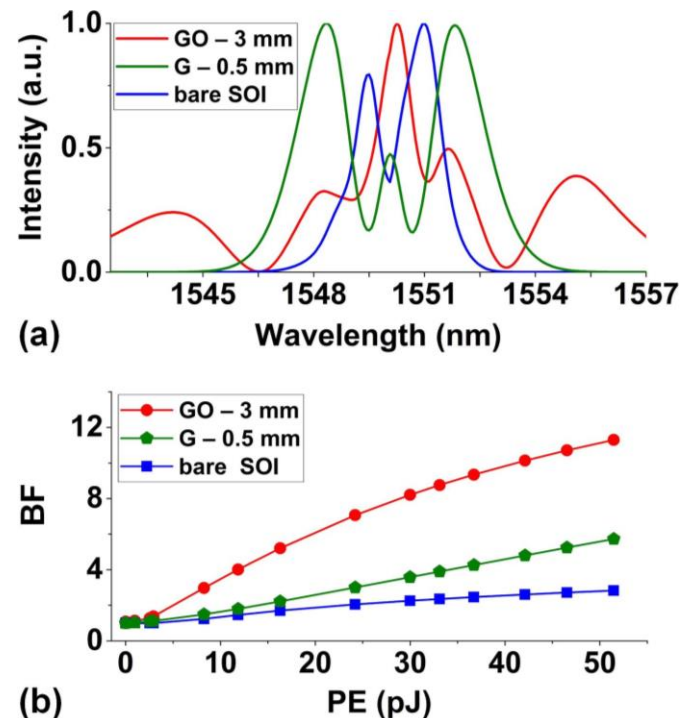 1.0
GO – 3 mm
G – 0.5 mm
bare SOI
Intensity (a.u.)
0.5
0.0
1545 1548 1551 1554 1557
(a) Wavelength (nm)
GO – 3 mm
G – 0.5 mm
bare SOI
12
BF
8
4
0
0 10 20 30 40 50
(b) PE (pJ)